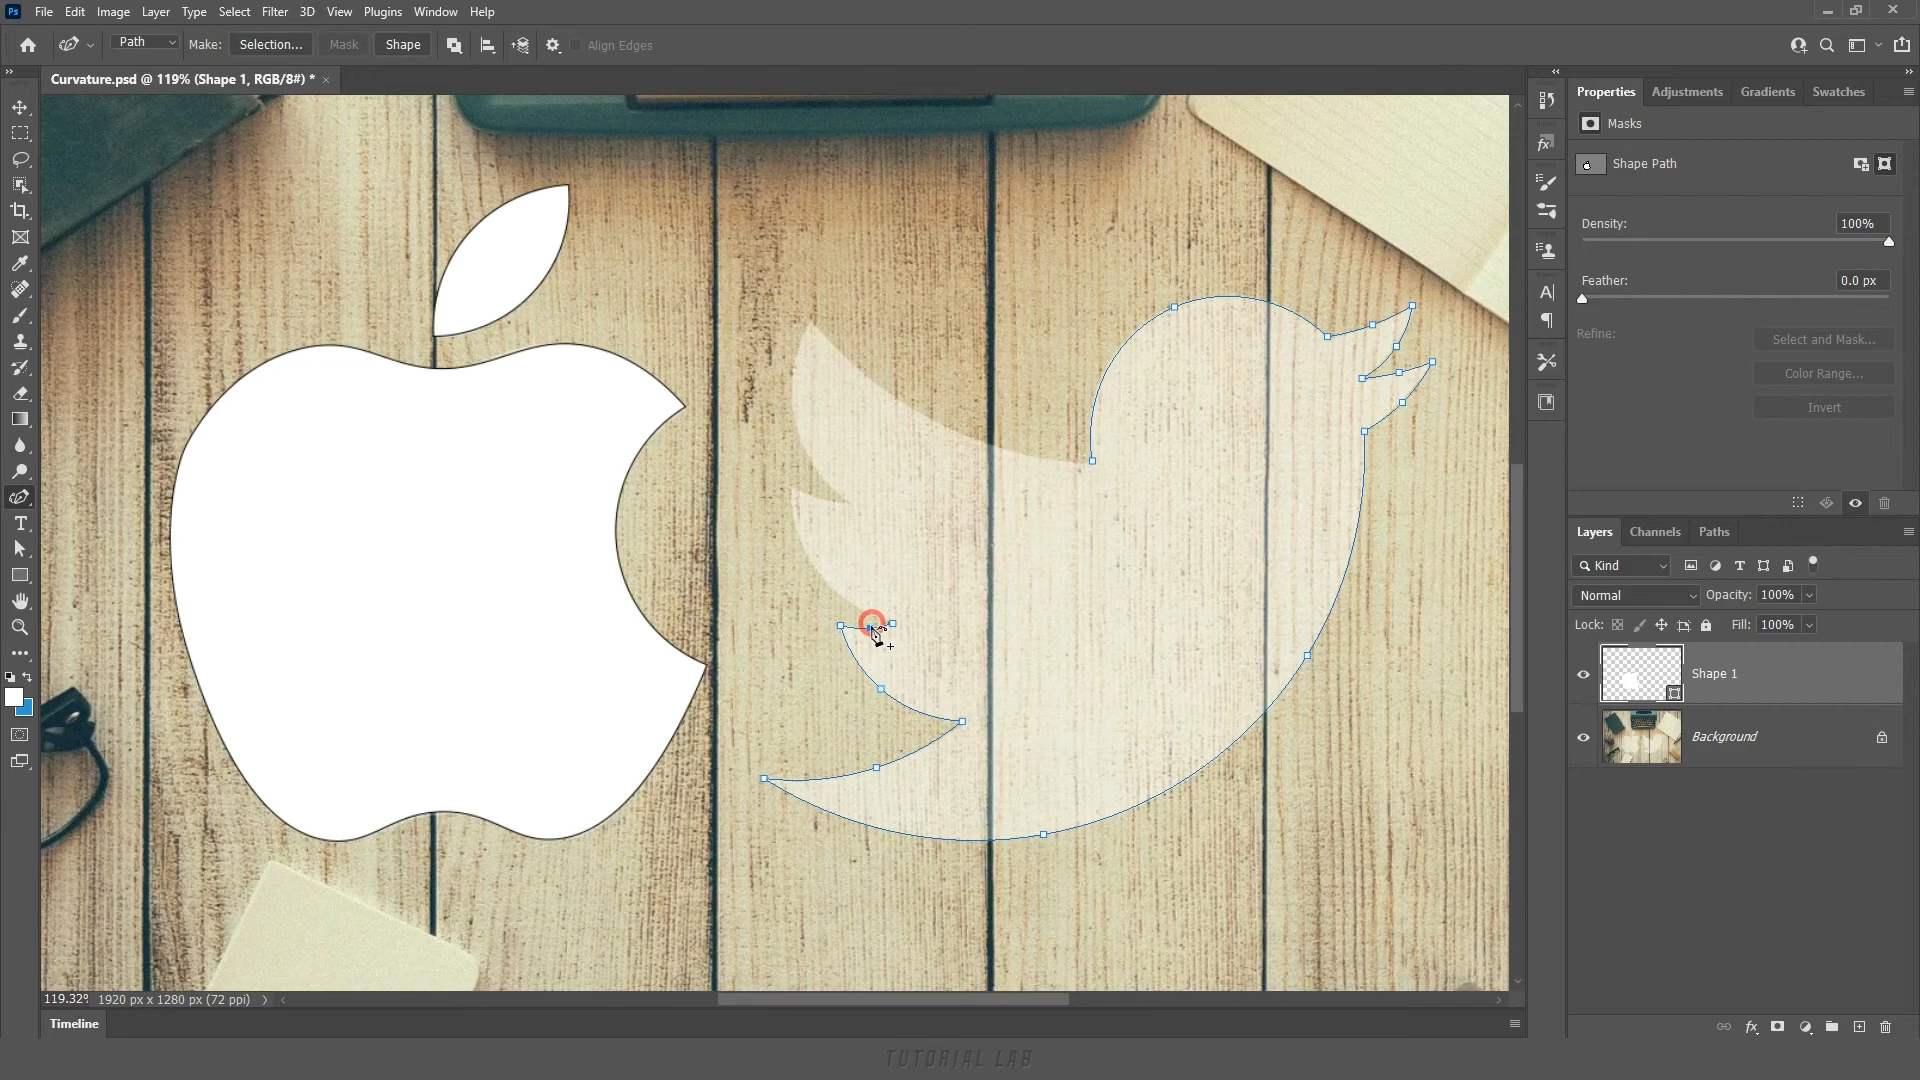 Ps File Edit Image Layer Type Select Filter 3D View Plugins Window Help
Path Make: Selection... Mask Shape Align Edges
Curvature.psd @ 119% (Shape 1, RGB/8#) * ×
Properties Adjustments Gradients Swatches
Masks
Shape Path
Density: 100%
Feather: 0.0 px
Refine: Select and Mask...
Color Range...
Invert
Layers Channels Paths
Kind
Normal Opacity: 100%
Lock: Fill: 100%
Shape 1
Background
119.32% 1920 px x 1280 px (72 ppi)
Timeline
TUTORIAL LAB